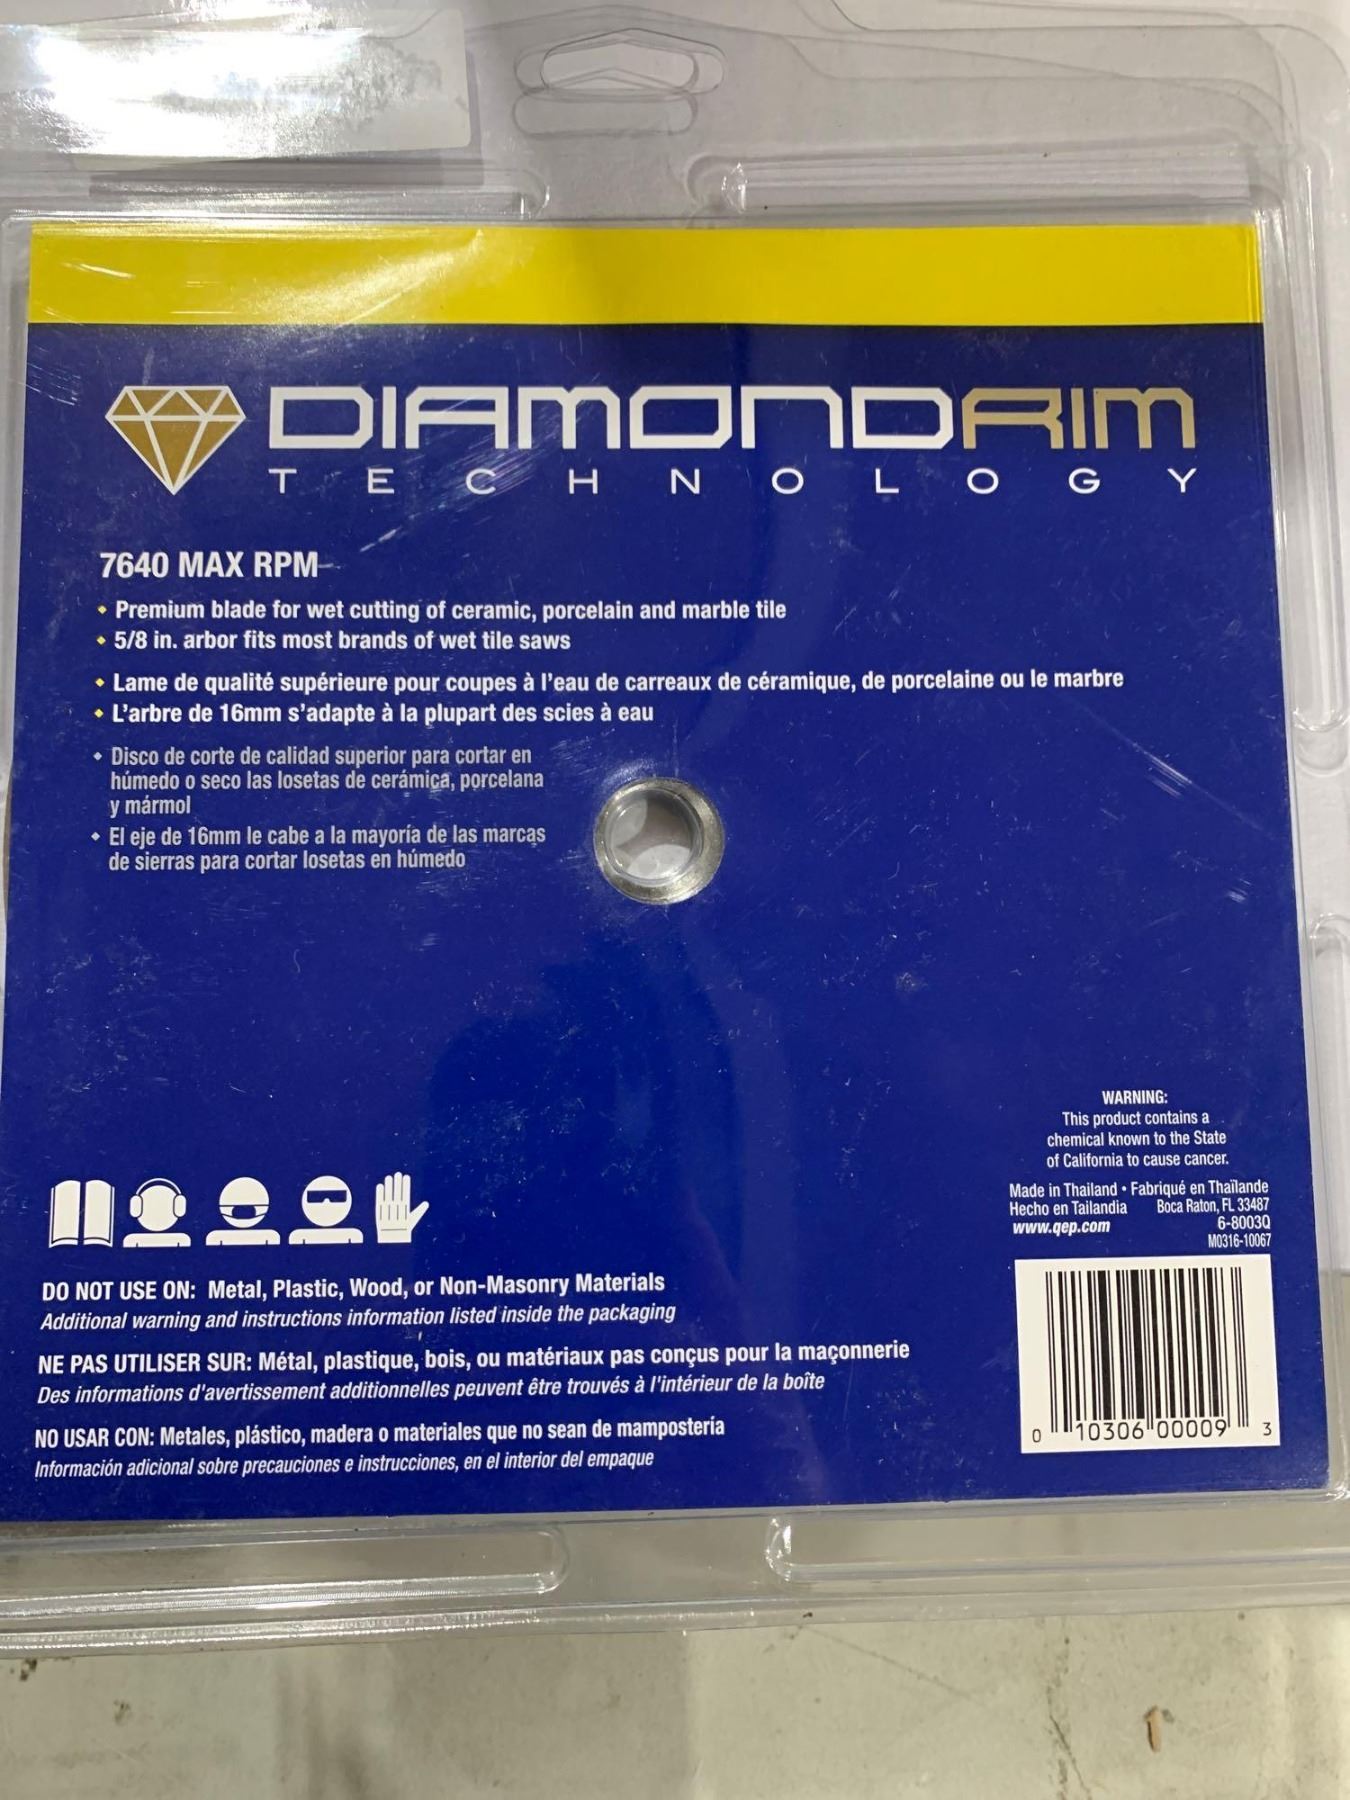 DIAMONDRIM
TECHNOLOGY
7640 MAX RPM
Premium blade for wet cutting of ceramic, porcelain and marble tile
5/8 in. arbor fits most brands of wet tile saws
Lame de qualité supérieure pour coupes à l'eau de carreaux de céramique, de porcelaine ou le marbre
L'arbre de 16mm s'adapte à la plupart des scies à eau
Disco de corte de calidad superior para cortar en
húmedo o seco las losetas de cerámica, porcelana
y mármol
El eje de 16mm le cabe a la mayoría de las marcas
de sierras para cortar losetas en húmedo
WARNING:
This product contains a
chemical known to the State
of California to cause cancer.
Made in Thailand • Fabriqué en Thaïlande
Hecho en Tailandia Boca Raton, FL 33487
www.qep.com 6-8003Q
M0316-10067
DO NOT USE ON: Metal, Plastic, Wood, or Non-Masonry Materials
Additional warning and instructions information listed inside the packaging
NE PAS UTILISER SUR: Métal, plastique, bois, ou matériaux pas conçus pour la maçonnerie
Des informations d'avertissement additionnelles peuvent être trouvés à l'intérieur de la boîte
NO USAR CON: Metales, plástico, madera o materiales que no sean de mampostería
Información adicional sobre precauciones e instrucciones, en el interior del empaque
0 10306 00009 3